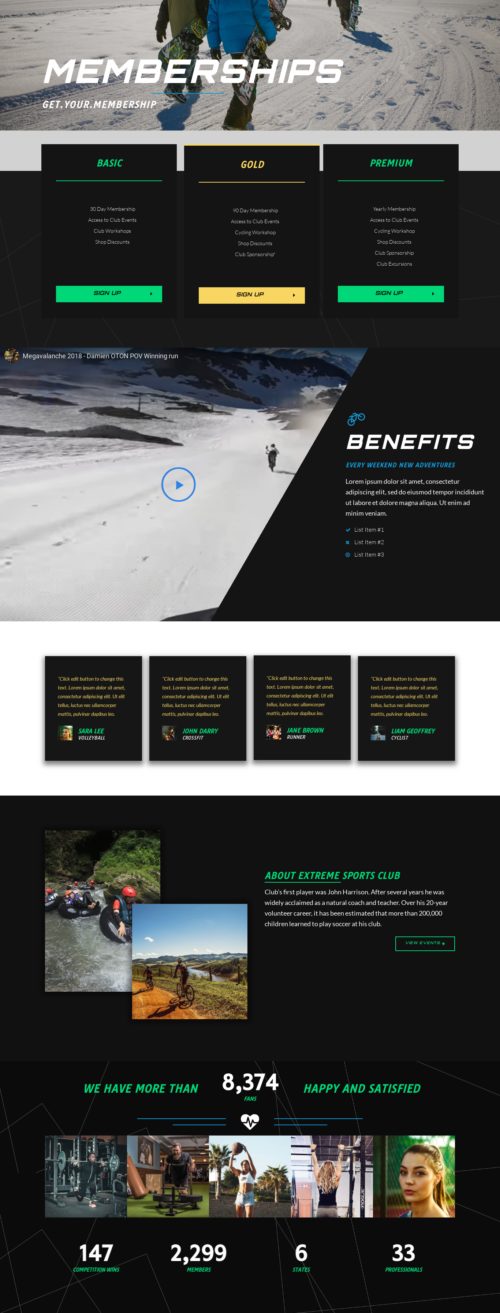 MEMBERSHIPS
GET.YOUR.MEMBERSHIP
BASIC
30 Day Membership
Access to Club Events
Club Workshops
Shop Discounts
SIGN UP
GOLD
90 Day Membership
Access to Club Events
Cycling Workshop
Shop Discounts
Club Sponsorship'
SIGN UP
PREMIUM
Yearly Membership
Access to Club Events
Cycling Workshop
Shop Discounts
Club Sponsorship
Club Excursions
SIGN UP
Megavalanche 2018 - Damien OTON POV Winning run
BENEFITS
EVERY WEEKEND NEW ADVENTURES
Lorem ipsum dolor sit amet, consectetur
adipiscing elit, sed do eiusmod tempor incididunt
ut labore et dolore magna aliqua. Ut enim ad
minim veniam.
List Item #1
List Item #2
List Item #3
"Click edit button to change this
text. Lorem ipsum dolor sit amet,
consectetur adipiscing elit. Ut elit
tellus, luctus nec ullamcorper
mattis, pulvinar dapibus leo.
SARA LEE
VOLLEYBALL
"Click edit button to change this
text. Lorem ipsum dolor sit amet,
consectetur adipiscing elit. Ut elit
tellus, luctus nec ullamcorper
mattis, pulvinar dapibus leo.
JOHN DARRY
CROSSFIT
"Click edit button to change this
text. Lorem ipsum dolor sit amet,
consectetur adipiscing elit. Ut elit
tellus, luctus nec ullamcorper
mattis, pulvinar dapibus leo.
JANE BROWN
RUNNER
"Click edit button to change this
text. Lorem ipsum dolor sit amet,
consectetur adipiscing elit. Ut elit
tellus, luctus nec ullamcorper
mattis, pulvinar dapibus leo.
LIAM GEOFFREY
CYCLIST
ABOUT EXTREME SPORTS CLUB
Club's first player was John Harrison. After several years he was
widely acclaimed as a natural coach and teacher. Over his 20-year
volunteer career, it has been estimated that more than 200,000
children learned to play soccer at his club.
VIEW EVENTS
WE HAVE MORE THAN
8,374
FANS
HAPPY AND SATISFIED
147
COMPETITION WINS
2,299
MEMBERS
6
STATES
33
PROFESSIONALS